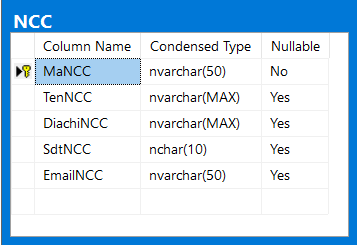 NCC
Column Name Condensed Type Nullable
MaNCC nvarchar(50) No
TenNCC nvarchar(MAX) Yes
DiachiNCC nvarchar(MAX) Yes
SdtNCC nchar(10) Yes
EmailNCC nvarchar(50) Yes